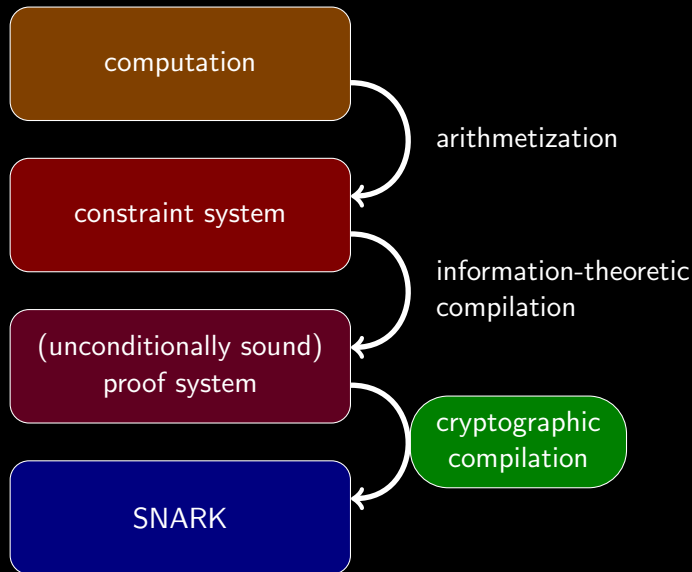 computation
arithmetization
constraint system
information-theoretic
compilation
(unconditionally sound)
proof system
cryptographic
compilation
SNARK